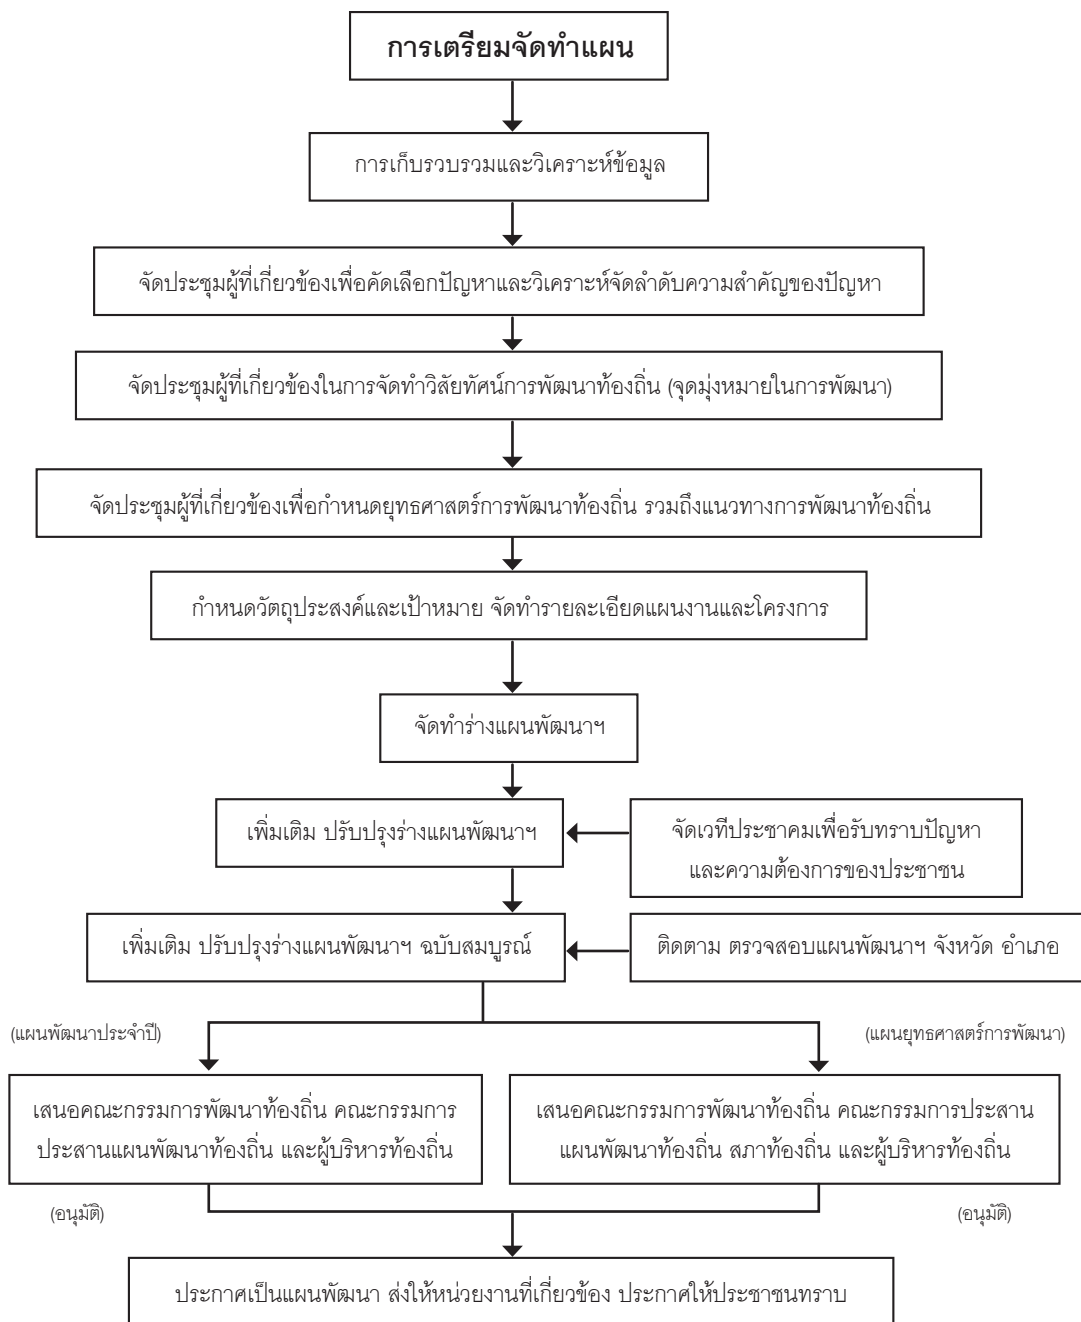 การเตรียมจัดทำแผน
การเก็บรวบรวมและวิเคราะห์ข้อมูล
จัดประชุมผู้ที่เกี่ยวข้องเพื่อคัดเลือกปัญหาและวิเคราะห์จัดลำดับความสำคัญของปัญหา
จัดประชุมผู้ที่เกี่ยวข้องในการจัดทำวิสัยทัศน์การพัฒนาท้องถิ่น (จุดมุ่งหมายในการพัฒนา)
จัดประชุมผู้ที่เกี่ยวข้องเพื่อกำหนดยุทธศาสตร์การพัฒนาท้องถิ่น รวมถึงแนวทางการพัฒนาท้องถิ่น
กำหนดวัตถุประสงค์และเป้าหมาย จัดทำรายละเอียดแผนงานและโครงการ
จัดทำร่างแผนพัฒนาฯ
เพิ่มเติม ปรับปรุงร่างแผนพัฒนาฯ
จัดเวทีประชาคมเพื่อรับทราบปัญหา
และความต้องการของประชาชน
เพิ่มเติม ปรับปรุงร่างแผนพัฒนาฯ ฉบับสมบูรณ์
ติดตาม ตรวจสอบแผนพัฒนาฯ จังหวัด อำเภอ
(แผนพัฒนาประจำปี)
(แผนยุทธศาสตร์การพัฒนา)
เสนอคณะกรรมการพัฒนาท้องถิ่น คณะกรรมการ
ประสานแผนพัฒนาท้องถิ่น และผู้บริหารท้องถิ่น
เสนอคณะกรรมการพัฒนาท้องถิ่น คณะกรรมการประสาน
แผนพัฒนาท้องถิ่น สภาท้องถิ่น และผู้บริหารท้องถิ่น
(อนุมัติ)
(อนุมัติ)
ประกาศเป็นแผนพัฒนา ส่งให้หน่วยงานที่เกี่ยวข้อง ประกาศให้ประชาชนทราบ